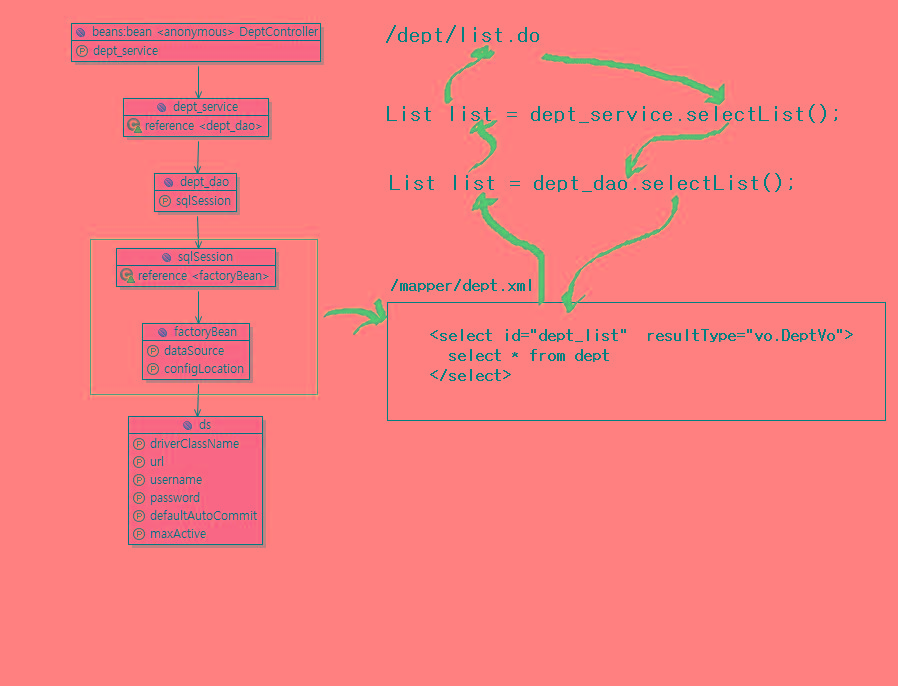 beans:bean <anonymous> DeptController
dept_service
dept_service
reference <dept_dao>
dept_dao
sqlSession
sqlSession
reference <factoryBean>
factoryBean
dataSource
configLocation
ds
driverClassName
url
username
password
defaultAutoCommit
maxActive
/dept/list.do
List list = dept_service.selectList();
List list = dept_dao.selectList();
/mapper/dept.xml
<select id="dept_list" resultType="vo.DeptVo">
select * from dept
</select>